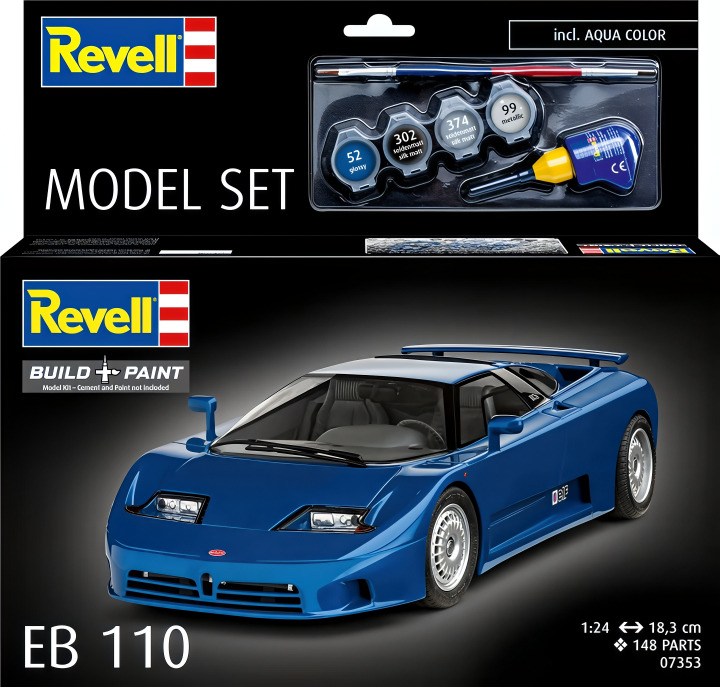 Revell
incl. AQUA COLOR
MODEL SET
52
glossy
302
seidenmatt
silk matt
374
seidenmatt
silk matt
99
metallic
CE
Revell
Revell
BUILD + PAINT
Model Kit – Cement and Paint not included
EB 110
1:24 ↔ 18,3 cm
❖ 148 PARTS
07353